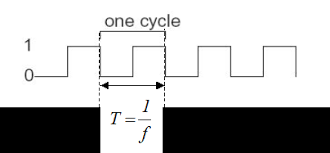 one cycle
1
0
T = 1/f